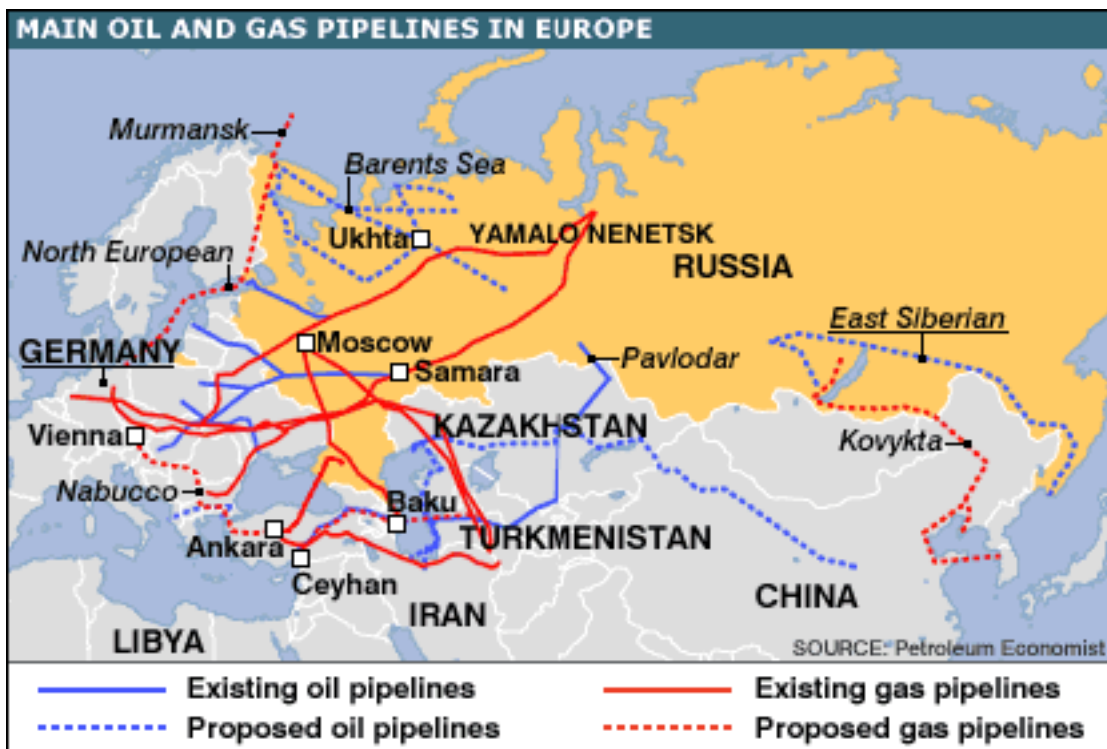 MAIN OIL AND GAS PIPELINES IN EUROPE
Murmansk
Barents Sea
Ukhta
YAMALO NENETSK
North European
RUSSIA
East Siberian
Moscow
GERMANY
Samara
Pavlodar
KAZAKHSTAN
Vienna
Kovykta
Nabucco
Baku
Ankara
TURKMENISTAN
Ceyhan
IRAN
CHINA
LIBYA
SOURCE: Petroleum Economist
Existing oil pipelines
Existing gas pipelines
Proposed oil pipelines
Proposed gas pipelines